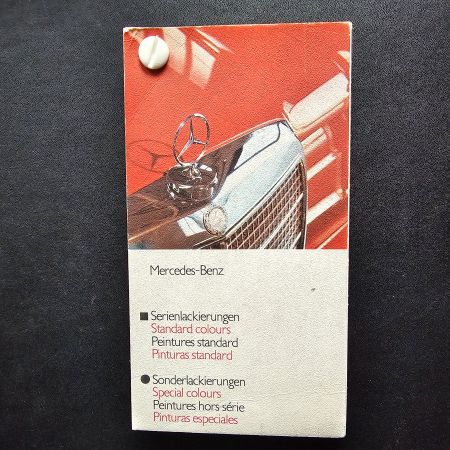 Mercedes-Benz
■ Serienlackierungen
Standard colours
Peintures standard
Pinturas standard
● Sonderlackierungen
Special colours
Peintures hors série
Pinturas especiales